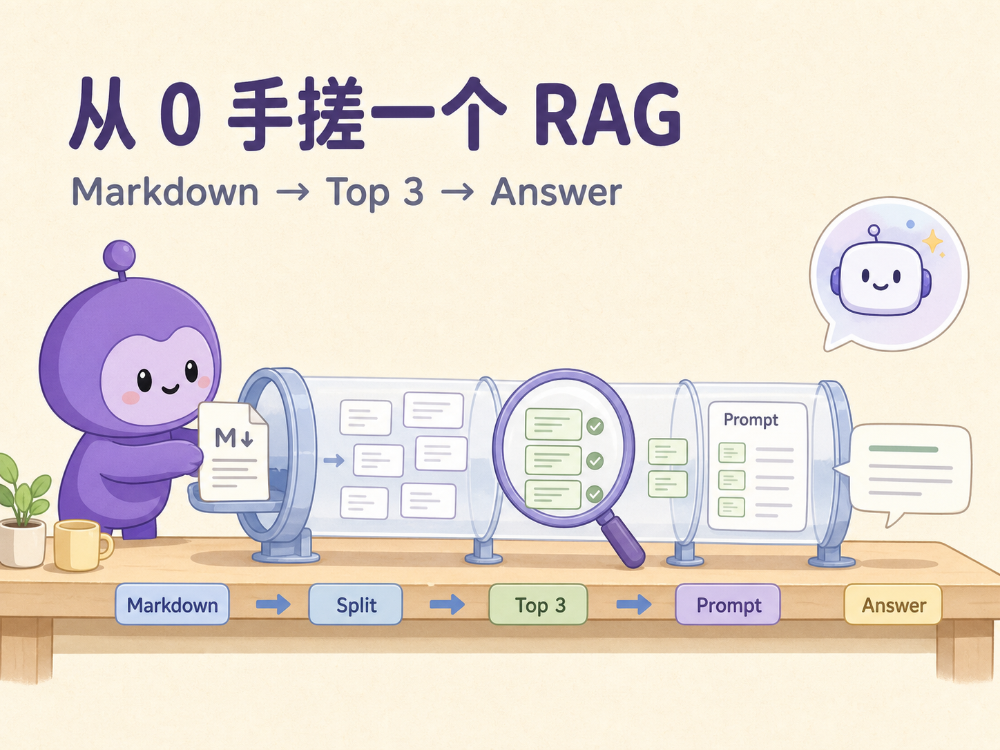 从 0 手搓一个 RAG
Markdown → Top 3 → Answer
M↓
Prompt
Markdown → Split → Top 3 → Prompt Answer